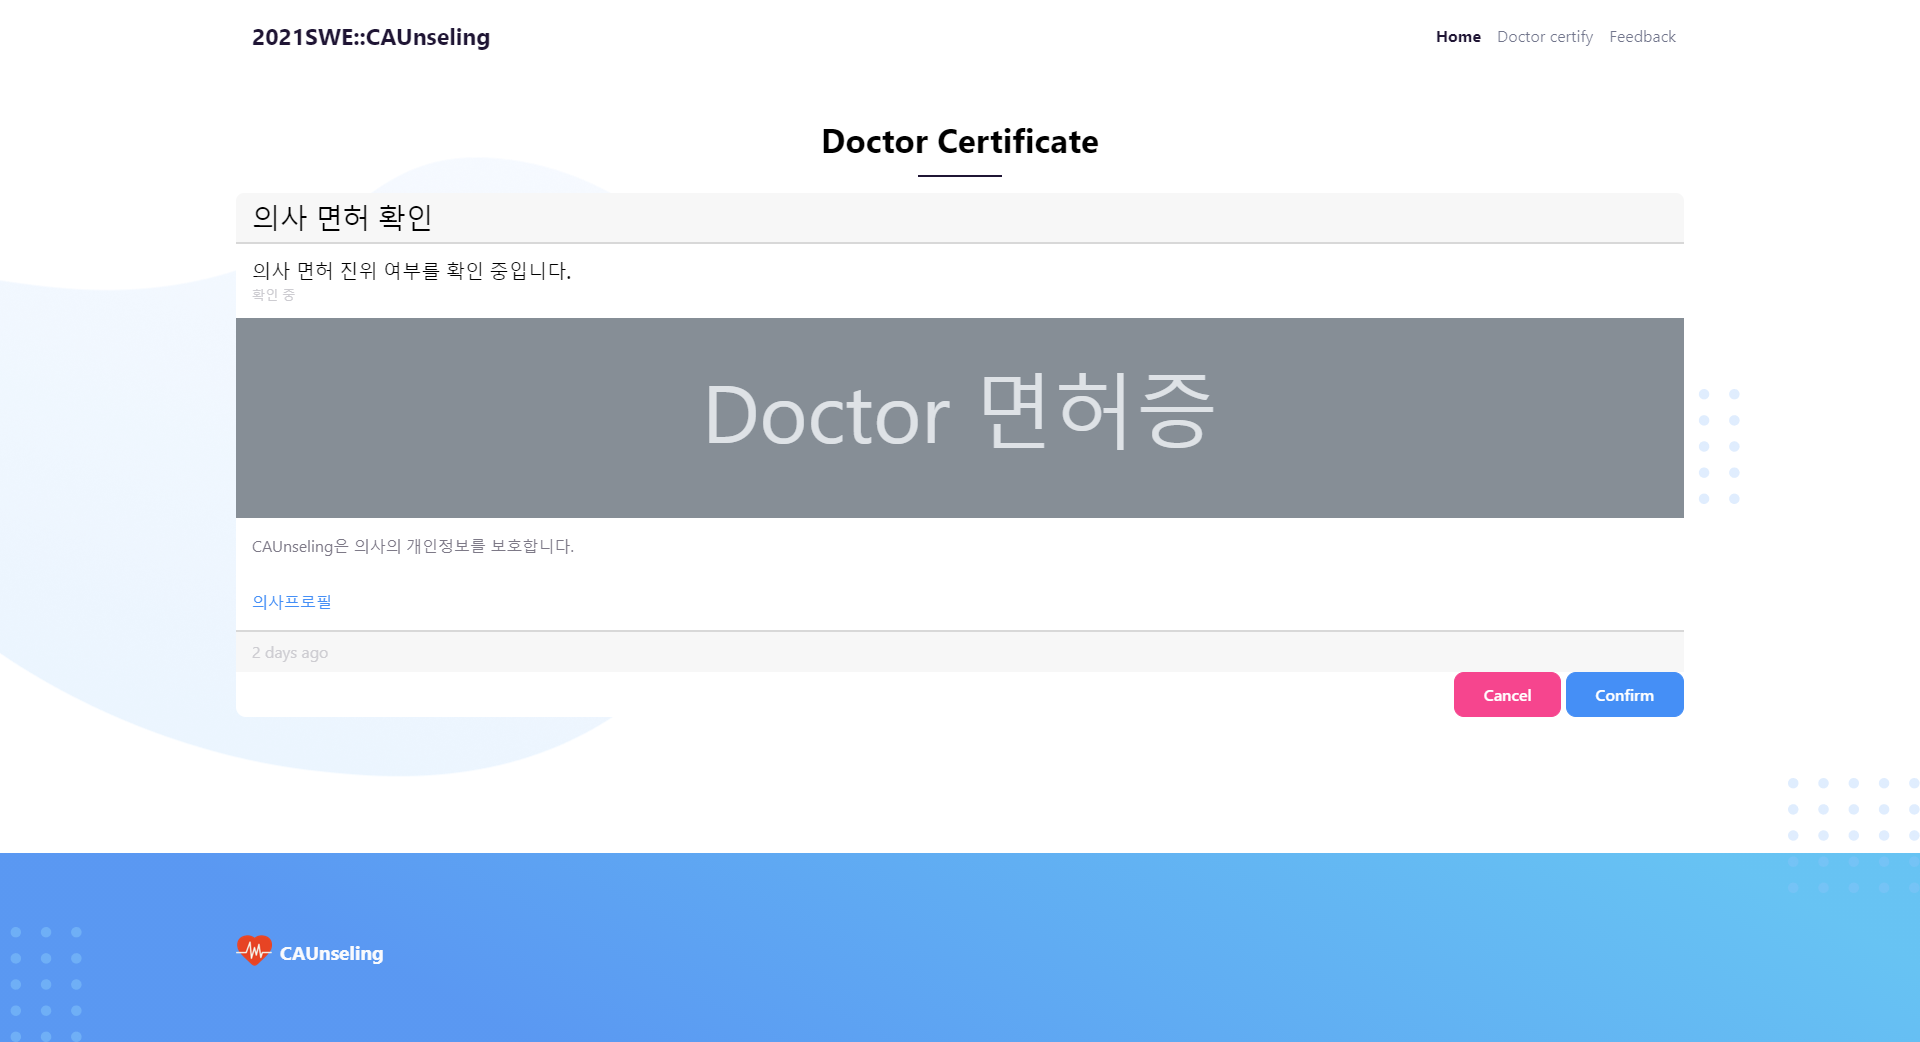 2021SWE::CAUnseling
Home Doctor certify Feedback
Doctor Certificate
의사 면허 확인
의사 면허 진위 여부를 확인 중입니다.
확인 중
Doctor 면허증
CAUnseling은 의사의 개인정보를 보호합니다.
의사프로필
2 days ago
Cancel Confirm
CAUnseling